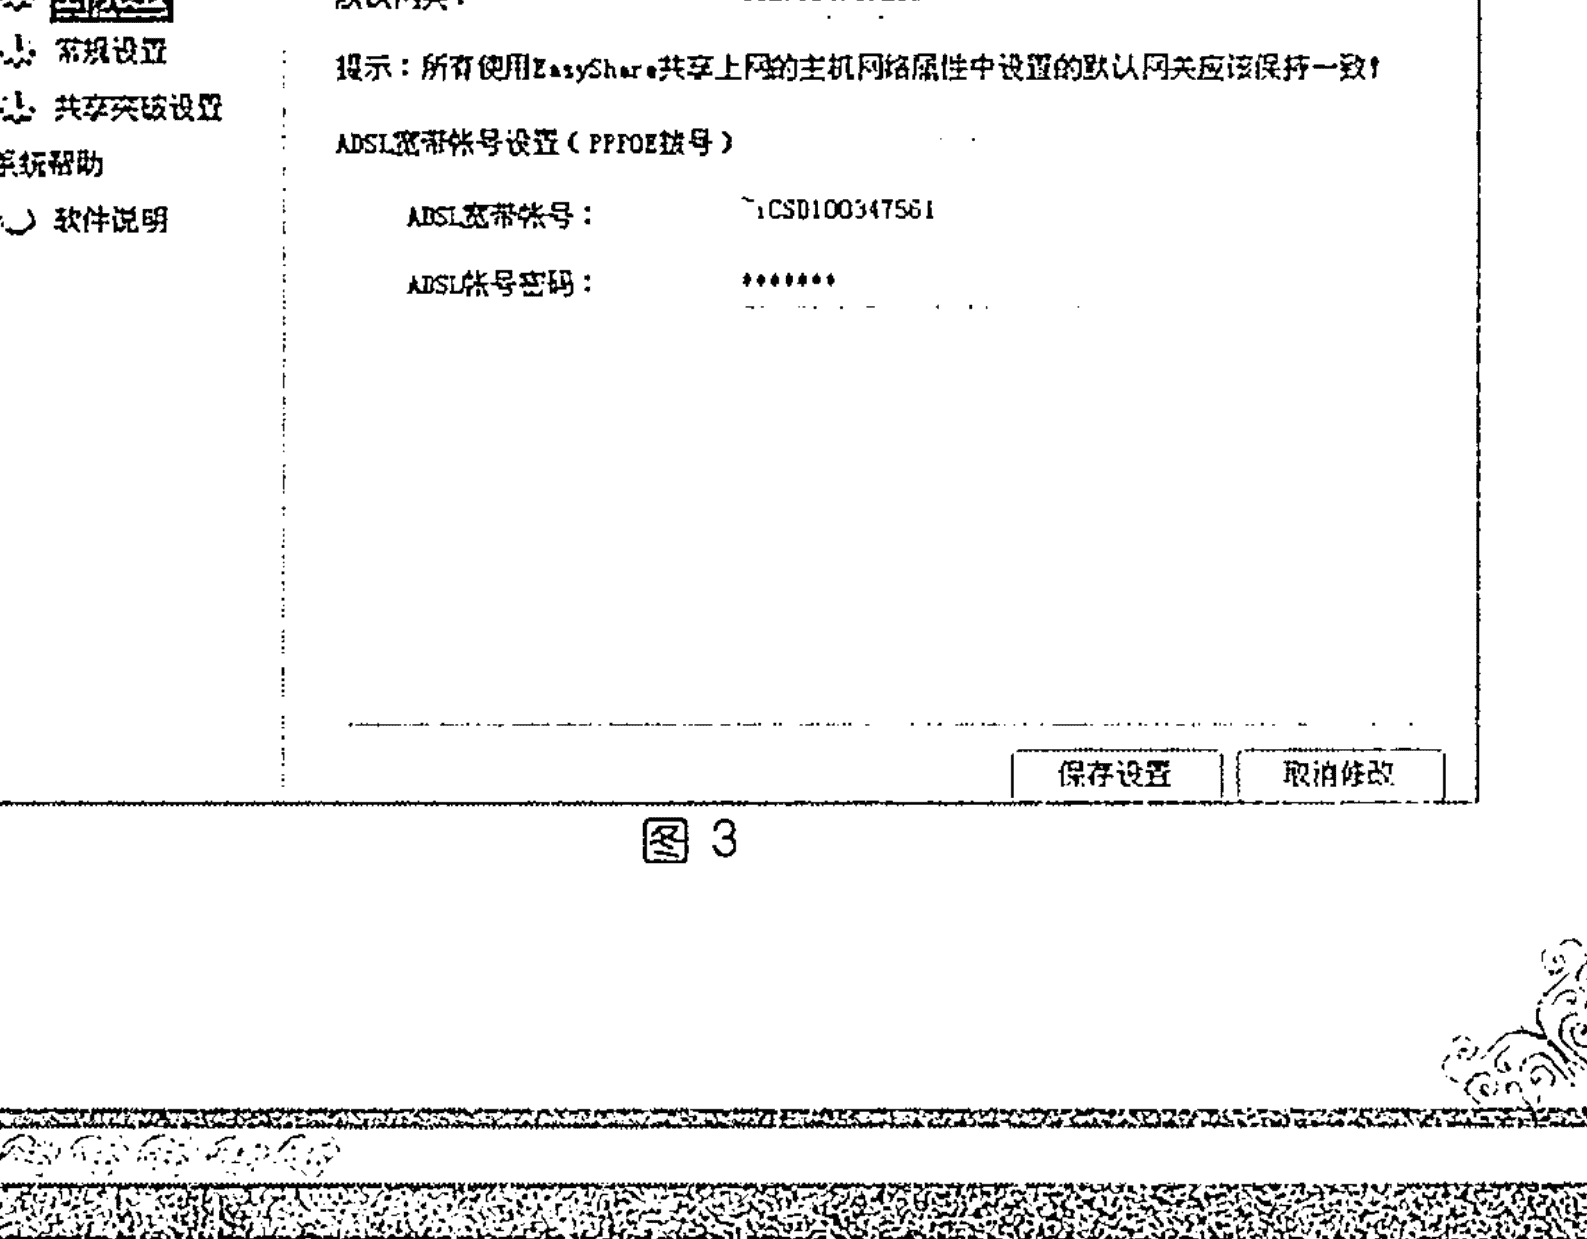 默认网关：
常规设置
提示：所有使用EasyShare共享上网的主机网络属性中设置的默认网关应该保持一致！
共享突破设置
ADSL宽带帐号设置（PPPOE拨号）
系统帮助
软件说明
ADSL宽带帐号：
ADSL帐号密码：
*******
保存设置
取消修改
图 3